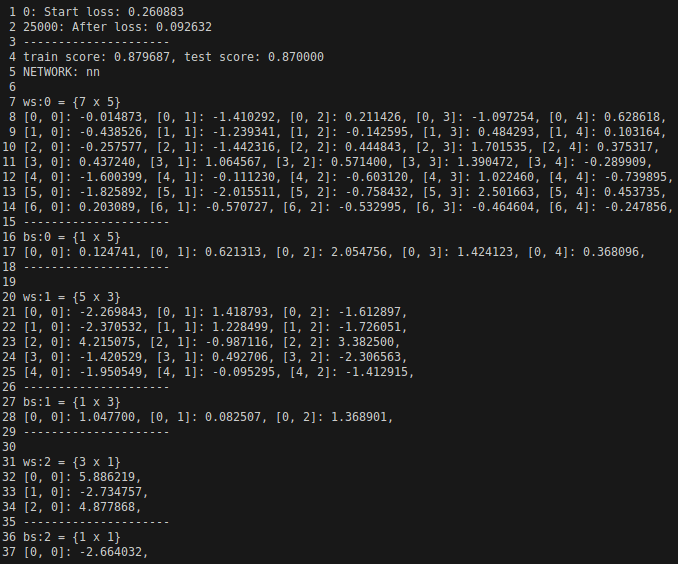 1 0: Start loss: 0.260883
2 25000: After loss: 0.092632
3 ---------------------
4 train score: 0.879687, test score: 0.870000
5 NETWORK: nn
6
7 ws:0 = {7 x 5}
8 [0, 0]: -0.014873, [0, 1]: -1.410292, [0, 2]: 0.211426, [0, 3]: -1.097254, [0, 4]: 0.628618,
9 [1, 0]: -0.438526, [1, 1]: -1.239341, [1, 2]: -0.142595, [1, 3]: 0.484293, [1, 4]: 0.103164,
10 [2, 0]: -0.257577, [2, 1]: -1.442316, [2, 2]: 0.444843, [2, 3]: 1.701535, [2, 4]: 0.375317,
11 [3, 0]: 0.437240, [3, 1]: 1.064567, [3, 2]: 0.571400, [3, 3]: 1.390472, [3, 4]: -0.289909,
12 [4, 0]: -1.600399, [4, 1]: -0.111230, [4, 2]: -0.603120, [4, 3]: 1.022460, [4, 4]: -0.739895,
13 [5, 0]: -1.825892, [5, 1]: -2.015511, [5, 2]: -0.758432, [5, 3]: 2.501663, [5, 4]: 0.453735,
14 [6, 0]: 0.203089, [6, 1]: -0.570727, [6, 2]: -0.532995, [6, 3]: -0.464604, [6, 4]: -0.247856,
15 ---------------------
16 bs:0 = {1 x 5}
17 [0, 0]: 0.124741, [0, 1]: 0.621313, [0, 2]: 2.054756, [0, 3]: 1.424123, [0, 4]: 0.368096,
18 ---------------------
19
20 ws:1 = {5 x 3}
21 [0, 0]: -2.269843, [0, 1]: 1.418793, [0, 2]: -1.612897,
22 [1, 0]: -2.370532, [1, 1]: 1.228499, [1, 2]: -1.726051,
23 [2, 0]: 4.215075, [2, 1]: -0.987116, [2, 2]: 3.382500,
24 [3, 0]: -1.420529, [3, 1]: 0.492706, [3, 2]: -2.306563,
25 [4, 0]: -1.950549, [4, 1]: -0.095295, [4, 2]: -1.412915,
26 ---------------------
27 bs:1 = {1 x 3}
28 [0, 0]: 1.047700, [0, 1]: 0.082507, [0, 2]: 1.368901,
29 ---------------------
30
31 ws:2 = {3 x 1}
32 [0, 0]: 5.886219,
33 [1, 0]: -2.734757,
34 [2, 0]: 4.877868,
35 ---------------------
36 bs:2 = {1 x 1}
37 [0, 0]: -2.664032,